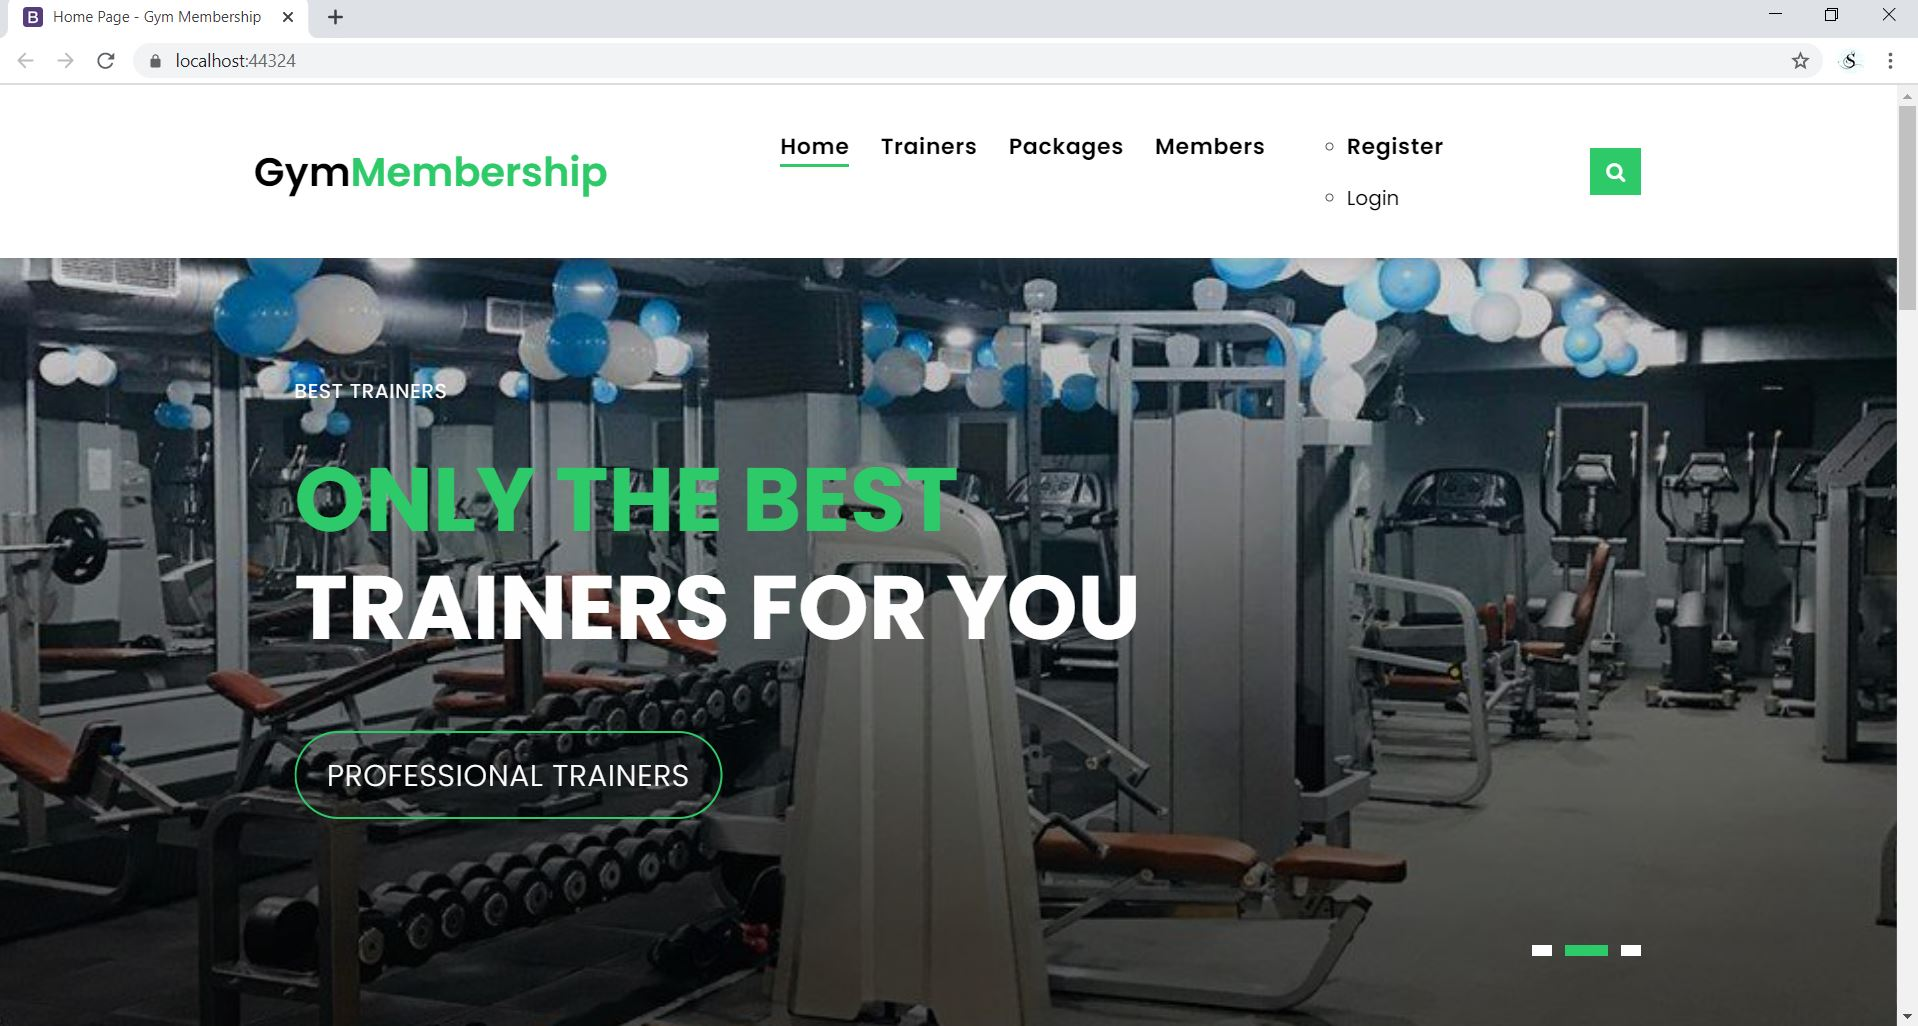 Home Page - Gym Membership
localhost:44324
GymMembership
Home Trainers Packages Members
Register
Login
BEST TRAINERS
ONLY THE BEST
TRAINERS FOR YOU
PROFESSIONAL TRAINERS